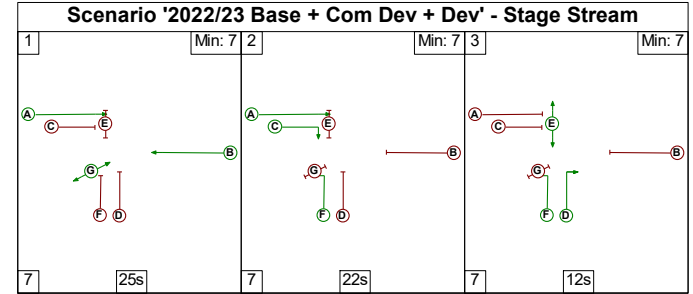 Scenario '2022/23 Base + Com Dev + Dev' - Stage Stream
1 Min: 7 2 Min: 7 3 Min: 7
A E A E A
C C C E
B B B
G G G
F D F D F D
7 25s 7 22s 7 12s